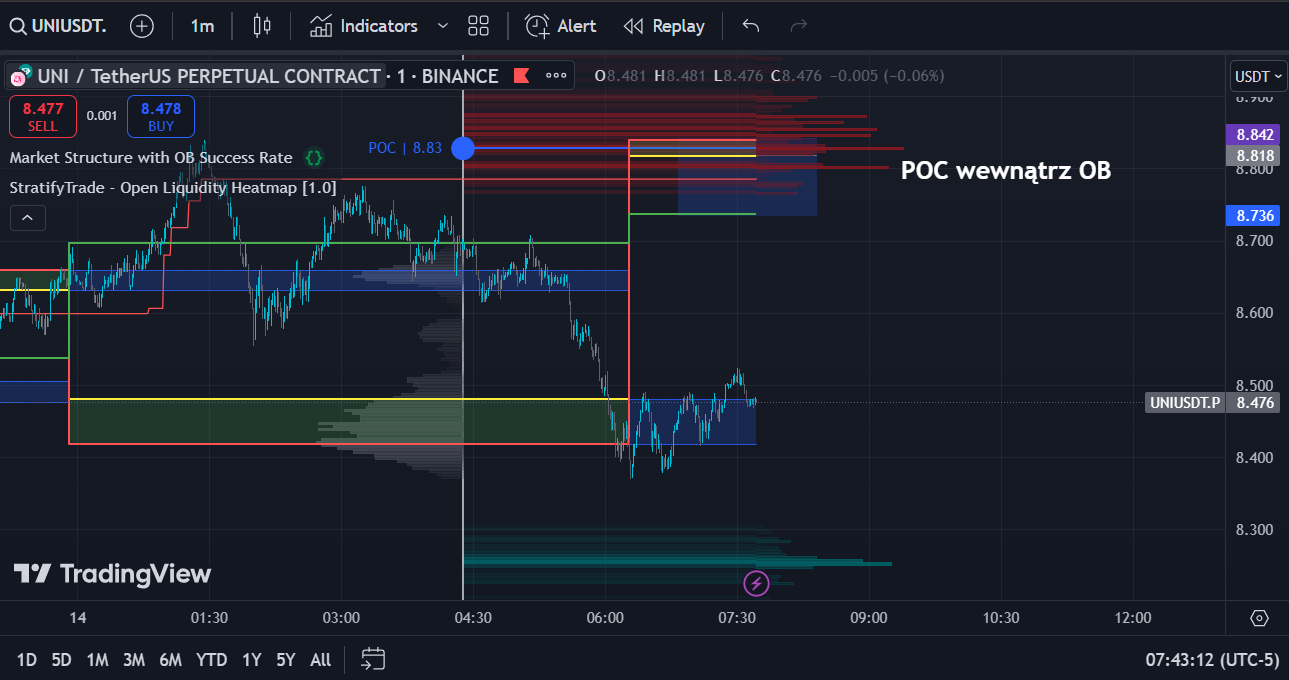 UNIUSDT. 1m Indicators Alert Replay
UNI / TetherUS PERPETUAL CONTRACT · 1 · BINANCE O8.481 H8.481 L8.476 C8.476 −0.005 (−0.06%)
USDT
8.900
8.477 SELL 0.001 8.478 BUY
8.842
POC | 8.83
8.818
Market Structure with OB Success Rate {}
8.800
POC wewnątrz OB
StratifyTrade - Open Liquidity Heatmap [1.0]
8.736
8.700
8.600
8.500
UNIUSDT.P 8.476
8.400
8.300
TradingView
14 01:30 03:00 04:30 06:00 07:30 09:00 10:30 12:00
1D 5D 1M 3M 6M YTD 1Y 5Y All 07:43:12 (UTC-5)